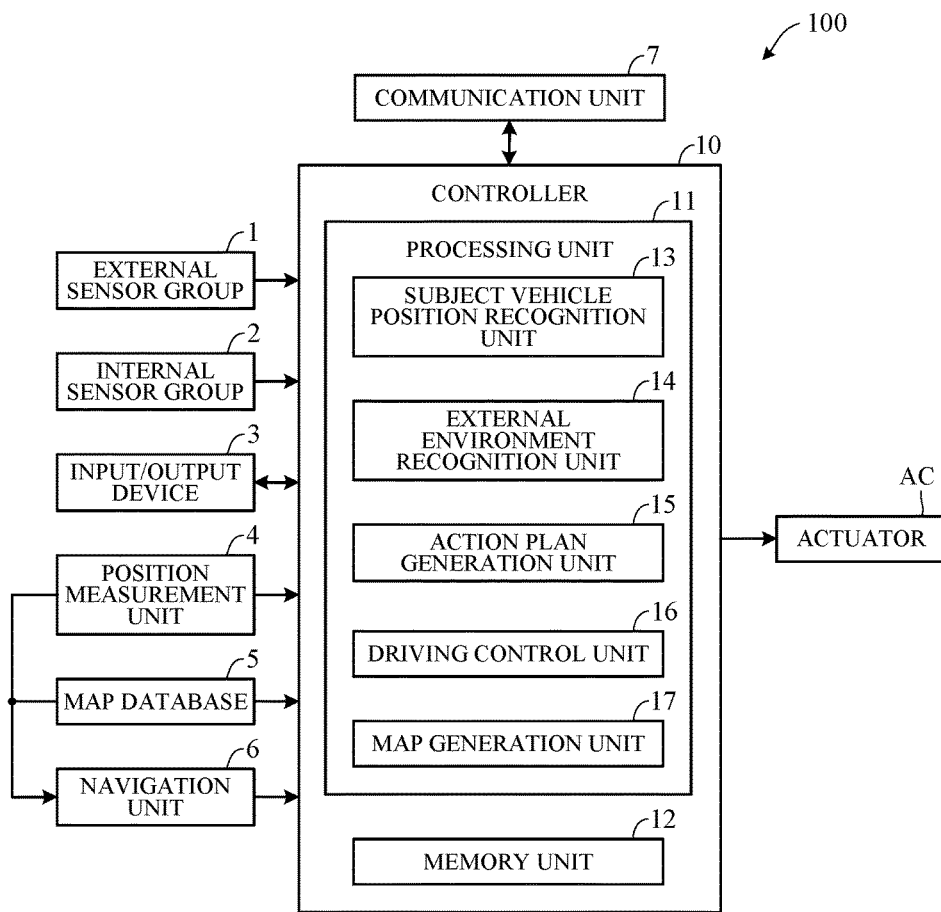 100
7
COMMUNICATION UNIT
10
CONTROLLER
11
PROCESSING UNIT
1
EXTERNAL
SENSOR GROUP
13
SUBJECT VEHICLE
POSITION RECOGNITION
UNIT
2
INTERNAL
SENSOR GROUP
14
EXTERNAL
ENVIRONMENT
RECOGNITION UNIT
3
INPUT/OUTPUT
DEVICE
15
ACTION PLAN
GENERATION UNIT
AC
ACTUATOR
4
POSITION
MEASUREMENT
UNIT
16
DRIVING CONTROL UNIT
5
MAP DATABASE
17
MAP GENERATION UNIT
6
NAVIGATION
UNIT
12
MEMORY UNIT